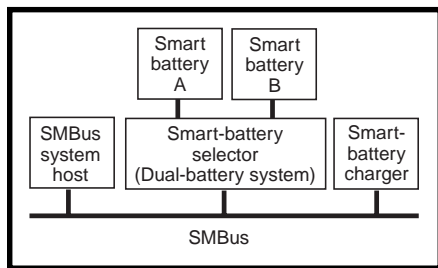 Smart
battery
A
Smart
battery
B
SMBus
system
host
Smart-battery
selector
(Dual-battery system)
Smart-
battery
charger
SMBus